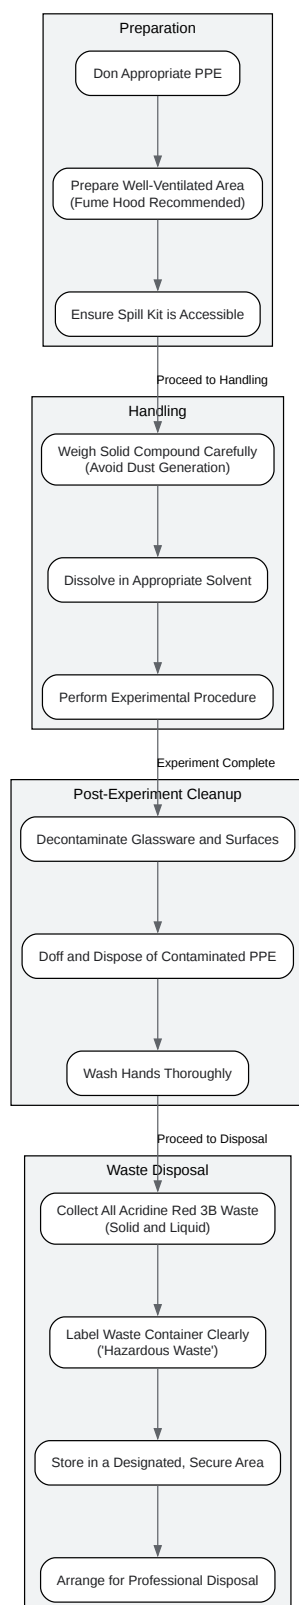 Preparation
Don Appropriate PPE
Prepare Well-Ventilated Area
(Fume Hood Recommended)
Ensure Spill Kit is Accessible
Proceed to Handling
Handling
Weigh Solid Compound Carefully
(Avoid Dust Generation)
Dissolve in Appropriate Solvent
Perform Experimental Procedure
Experiment Complete
Post-Experiment Cleanup
Decontaminate Glassware and Surfaces
Doff and Dispose of Contaminated PPE
Wash Hands Thoroughly
Proceed to Disposal
Waste Disposal
Collect All Acridine Red 3B Waste
(Solid and Liquid)
Label Waste Container Clearly
('Hazardous Waste')
Store in a Designated, Secure Area
Arrange for Professional Disposal